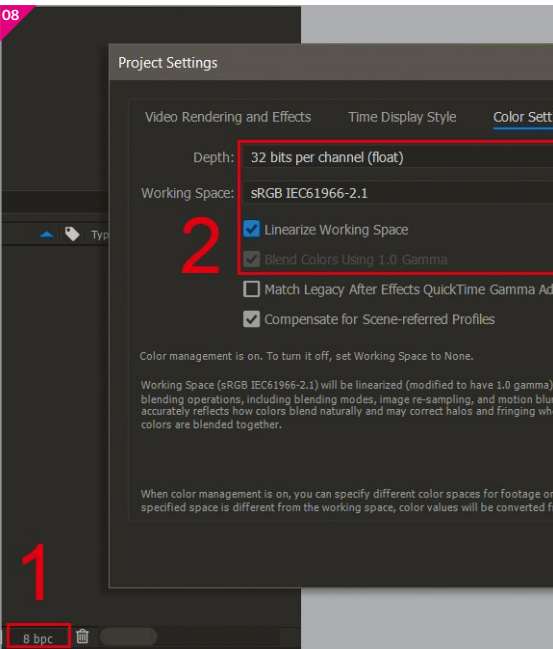 08
Project Settings
Video Rendering and Effects Time Display Style Color Sett
Depth: 32 bits per channel (float)
Working Space: sRGB IEC61966-2.1
2
Linearize Working Space
Typ
Blend Colors Using 1.0 Gamma
Match Legacy After Effects QuickTime Gamma Ad
Compensate for Scene-referred Profiles
Color management is on. To turn it off, set Working Space to None.
Working Space (sRGB IEC61966-2.1) will be linearized (modified to have 1.0 gamma)
blending operations, including blending modes, image re-sampling, and motion blur
accurately reflects how colors blend naturally and may correct halos and fringing whe
colors are blended together.
When color management is on, you can specify different color spaces for footage or
specified space is different from the working space, color values will be converted f
1
8 bpc